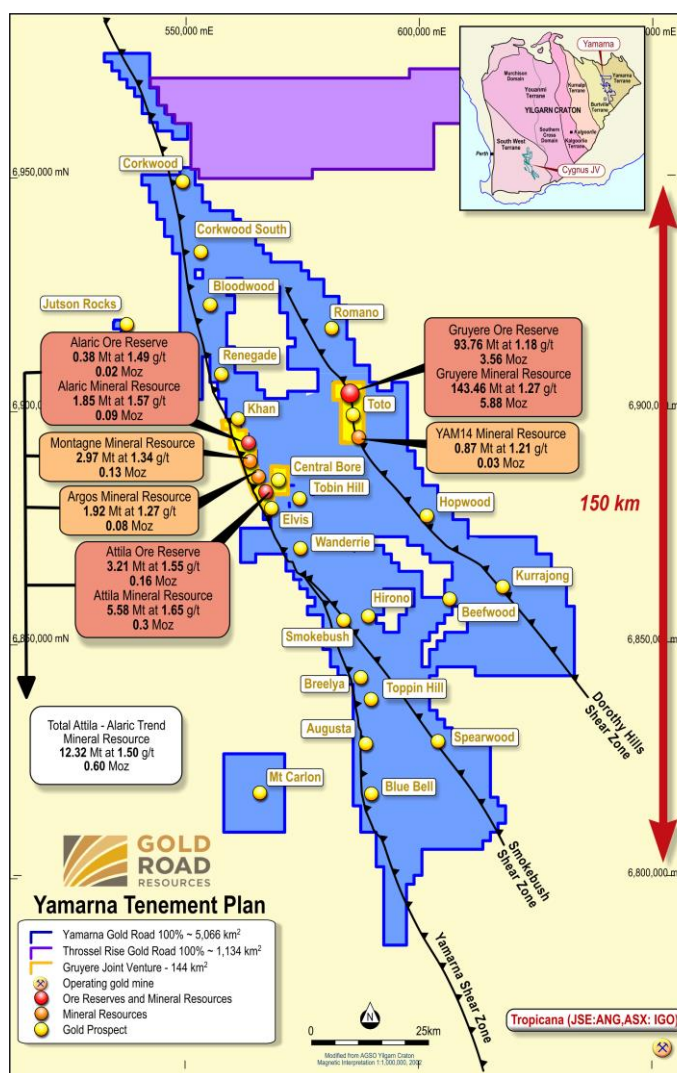 550,000 mE
600,000 mE
Yamarna
Murchison
Domain
Youanmi
Terrane
YILGARN CRATON
Kurnalpi
Terrane
Yamarna
Terrane
Burtville
Terrane
Southern
Cross
Domain
Kalgoorlie
Kalgoorlie
Terrane
South West
Terrane
Perth
Cygnus JV
6,950,000 mN
Corkwood
Corkwood South
Bloodwood
Jutson Rocks
Romano
Renegade
Alaric Ore Reserve
0.38 Mt at 1.49 g/t
0.02 Moz
Alaric Mineral Resource
1.85 Mt at 1.57 g/t
0.09 Moz
Gruyere Ore Reserve
93.76 Mt at 1.18 g/t
3.56 Moz
Gruyere Mineral Resource
143.46 Mt at 1.27 g/t
5.88 Moz
6,900,000 mN
Khan
Toto
6,900,000 mN
Montagne Mineral Resource
2.97 Mt at 1.34 g/t
0.13 Moz
YAM14 Mineral Resource
0.87 Mt at 1.21 g/t
0.03 Moz
Central Bore
Argos Mineral Resource
1.92 Mt at 1.27 g/t
0.08 Moz
Tobin Hill
Elvis
Hopwood
150 km
Attila Ore Reserve
3.21 Mt at 1.55 g/t
0.16 Moz
Attila Mineral Resource
5.58 Mt at 1.65 g/t
0.3 Moz
Wanderrie
Kurrajong
Hirono
Beefwood
Smokebush
6,850,000 mN
6,850,000 mN
Breelya
Toppin Hill
Dorothy Hills
Shear Zone
Total Attila - Alaric Trend
Mineral Resource
12.32 Mt at 1.50 g/t
0.60 Moz
Augusta
Spearwood
Mt Carlon
Blue Bell
Smokebush
Shear Zone
GOLD
ROAD
RESOURCES
6,800,000 mN
Yamarna Tenement Plan
Yamarna Gold Road 100% ~ 5,066 km²
Throssel Rise Gold Road 100% ~ 1,134 km²
Gruyere Joint Venture - 144 km²
Operating gold mine
Ore Reserves and Mineral Resources
Mineral Resources
Gold Prospect
Yamarna Shear Zone
N
0
25km
Modified from AGSO Yilgarn Craton
Magnetic Interpretation 1:1,000,000, 2002
Tropicana (JSE:ANG,ASX: IGO)
550,000 mE
600,000 mE